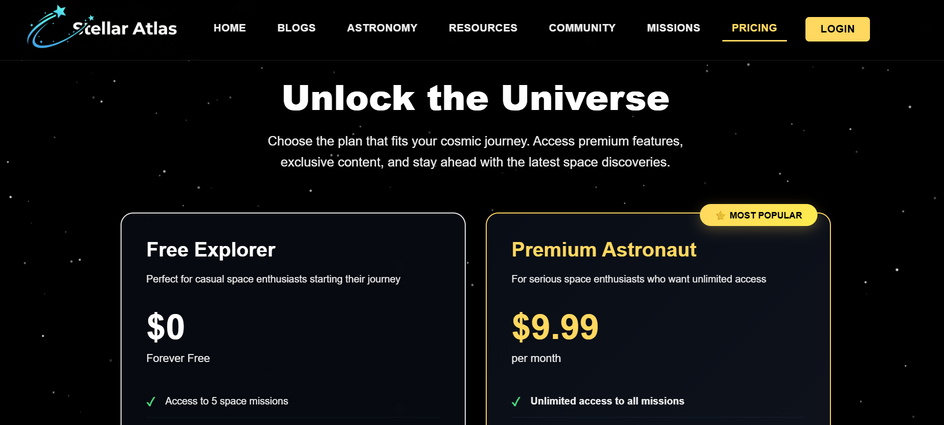 Stellar Atlas
HOME
BLOGS
ASTRONOMY
RESOURCES
COMMUNITY
MISSIONS
PRICING
LOGIN
Unlock the Universe
Choose the plan that fits your cosmic journey. Access premium features,
exclusive content, and stay ahead with the latest space discoveries.
Free Explorer
Perfect for casual space enthusiasts starting their journey
$0
Forever Free
✓ Access to 5 space missions
⭐ MOST POPULAR
Premium Astronaut
For serious space enthusiasts who want unlimited access
$9.99
per month
✓ Unlimited access to all missions